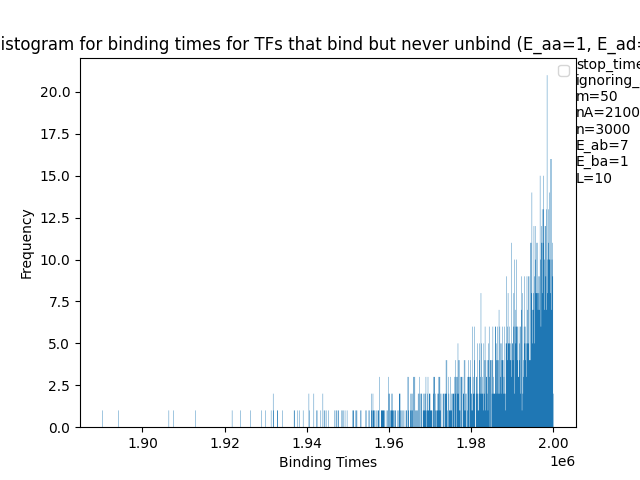 istogram for binding times for TFs that bind but never unbind (E_aa=1, E_ad=
stop_time
ignoring_
m=50
nA=2100
n=3000
E_ab=7
E_ba=1
L=10
Frequency
20.0
17.5
15.0
12.5
10.0
7.5
5.0
2.5
0.0
1.90 1.92 1.94 1.96 1.98 2.00
1e6
Binding Times